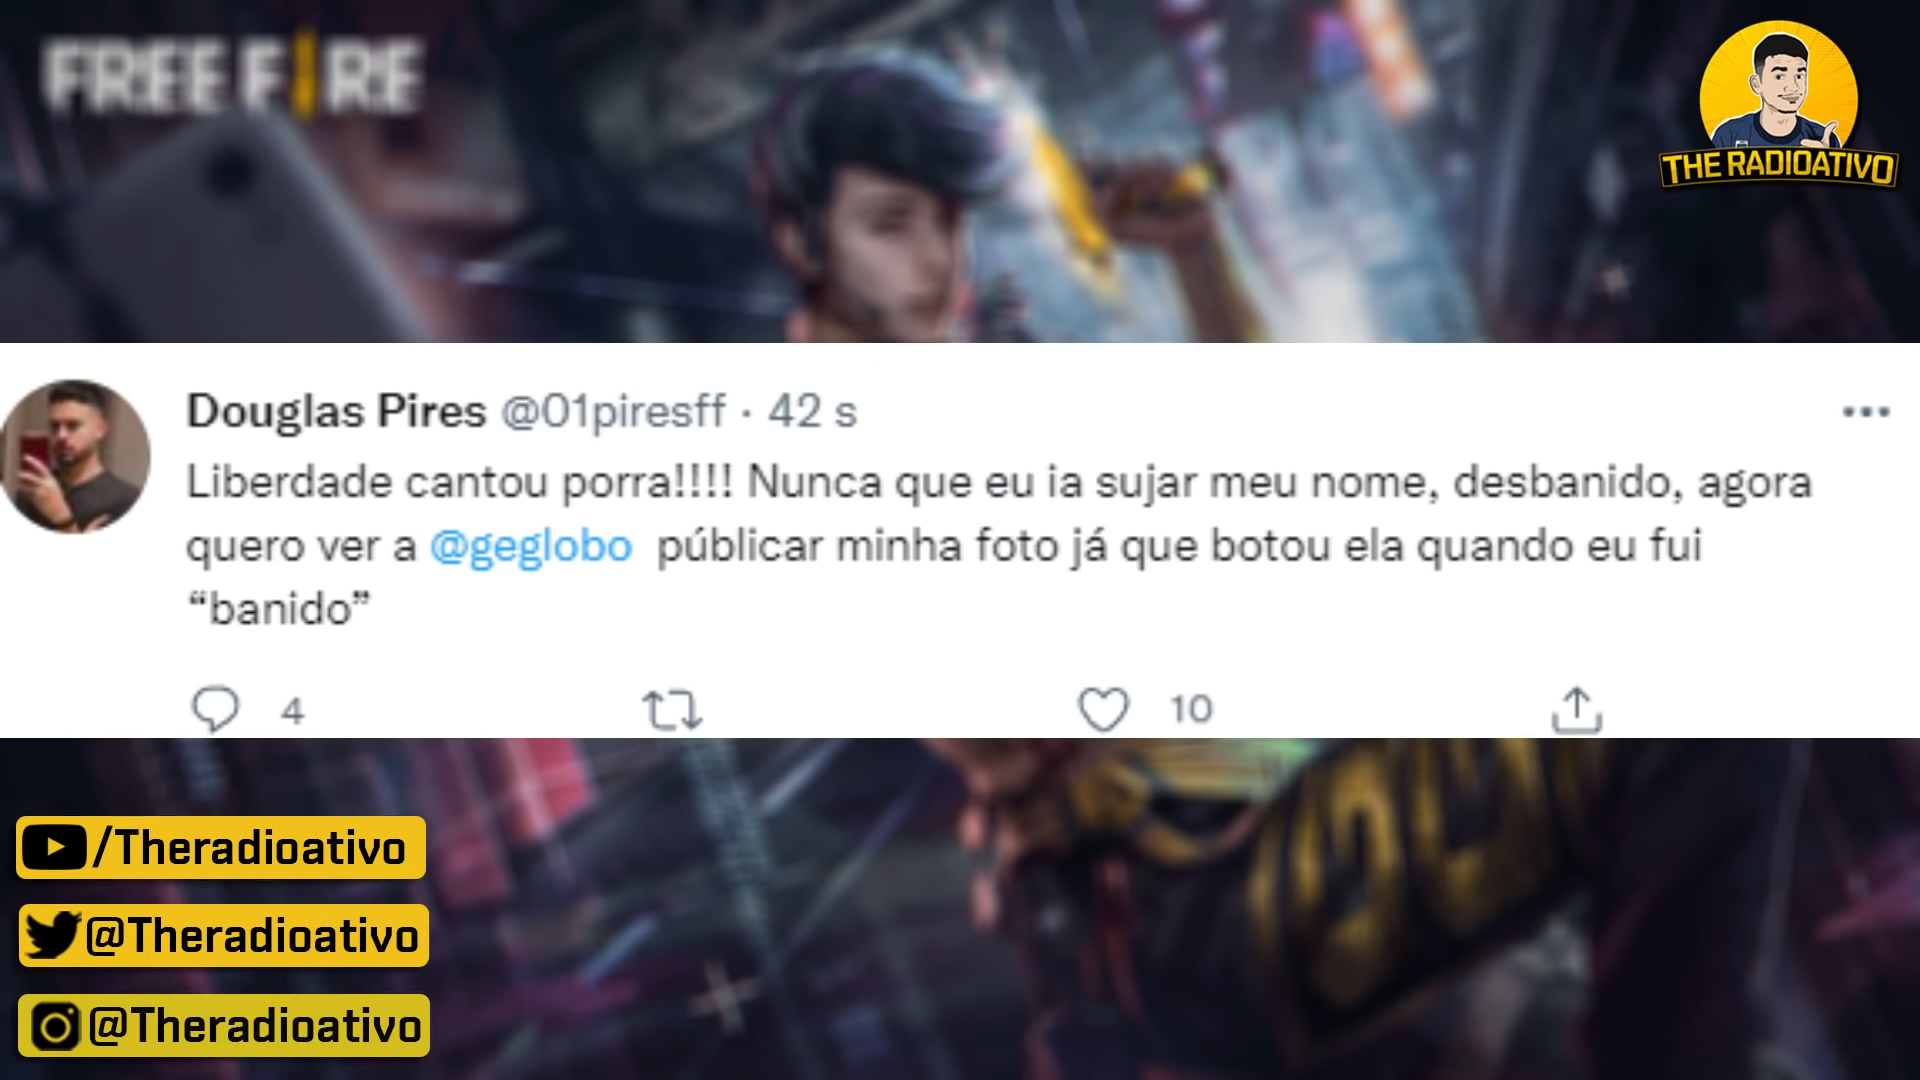 FREE FIRE
THE RADIOATIVO
Douglas Pires @01piresff · 42 s
Liberdade cantou porra!!!! Nunca que eu ia sujar meu nome, desbanido, agora
quero ver a @geglobo públicar minha foto já que botou ela quando eu fui
“banido”
4 10
/Theradioativo
@Theradioativo
@Theradioativo